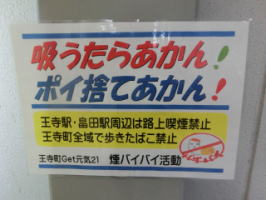 吸うたらあかん!
ポイ捨てあかん!
王寺駅・畠田駅周辺は路上喫煙禁止
王寺町全域で歩きたばこ禁止
王寺町Get元気21 煙バイバイ活動